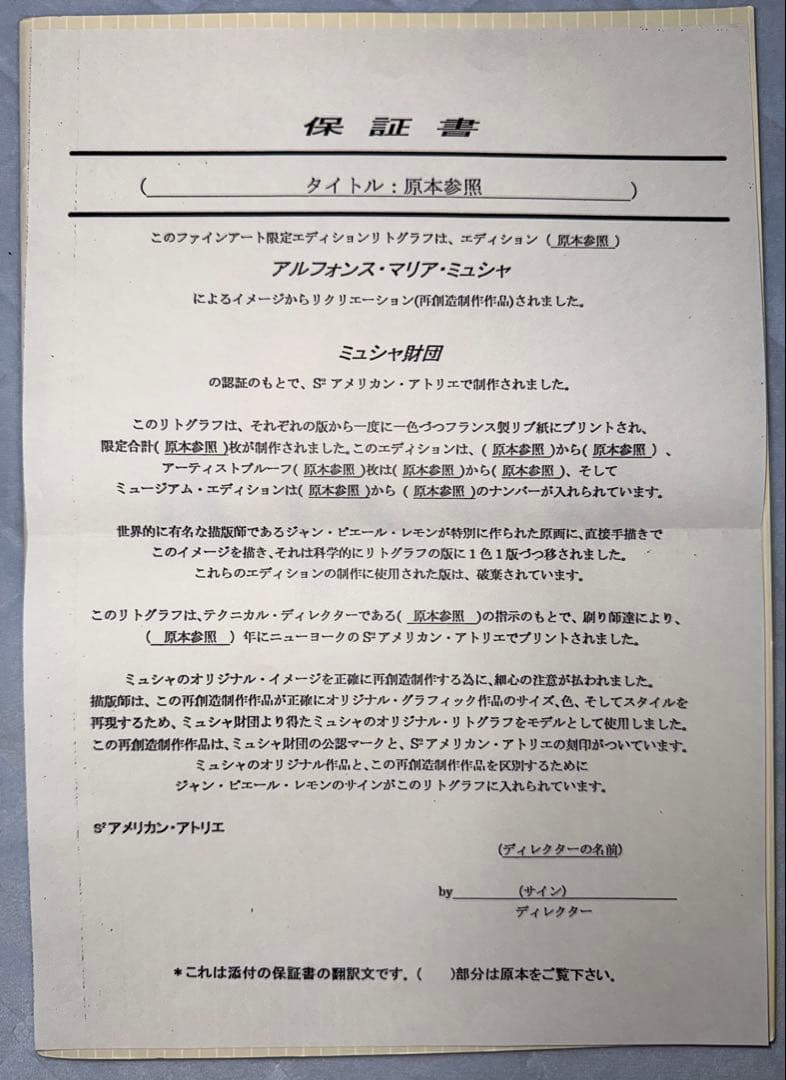 保証書
(タイトル：原本参照)
このファインアート限定エディションリトグラフは、エディション（原本参照）
アルフォンス・マリア・ミュシャ
によるイメージからリクリエーション(再創造制作作品)されました。
ミュシャ財団
の認証のもとで、S²アメリカン・アトリエで制作されました。
このリトグラフは、それぞれの版から一度に一色づつフランス製リブ紙にプリントされ、
限定合計(原本参照)枚が制作されました。このエディションは、(原本参照)から(原本参照）、
アーティストプルーフ(原本参照)枚は(原本参照)から(原本参照)、そして
ミュージアム・エディションは(原本参照)から（原本参照)のナンバーが入れられています。
世界的に有名な描版師であるジャン・ピエール・レモンが特別に作られた原画に、直接手描きで
このイメージを描き、それは科学的にリトグラフの版に１色１版づつ移されました。
これらのエディションの制作に使用された版は、破棄されています。
このリトグラフは、テクニカル・ディレクターである(原本参照)の指示のもとで、刷り師達により、
（原本参照）年にニューヨークのS²アメリカン・アトリエでプリントされました。
ミュシャのオリジナル・イメージを正確に再創造制作する為に、細心の注意が払われました。
描版師は、この再創造制作作品が正確にオリジナル・グラフィック作品のサイズ、色、そしてスタイルを
再現するため、ミュシャ財団より得たミュシャのオリジナル・リトグラフをモデルとして使用しました。
この再創造制作作品は、ミュシャ財団の公認マークと、S²アメリカン・アトリエの刻印がついています。
ミュシャのオリジナル作品と、この再創造制作作品を区別するために
ジャン・ピエール・レモンのサインがこのリトグラフに入れられています。
S²アメリカン・アトリエ
(ディレクターの名前)
by (サイン)
ディレクター
＊これは添付の保証書の翻訳文です。(　　)部分は原本をご覧下さい。